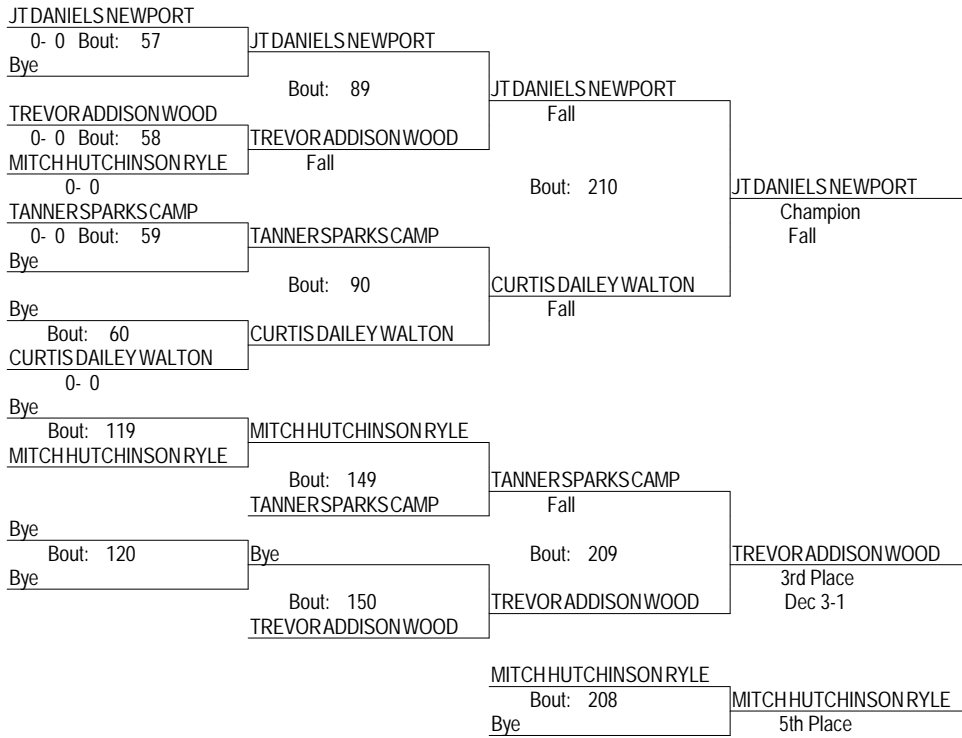 JT DANIELS NEWPORT
0- 0 Bout: 57 JT DANIELS NEWPORT
Bye
Bout: 89 JT DANIELS NEWPORT
TREVOR ADDISON WOOD Fall
0- 0 Bout: 58 TREVOR ADDISON WOOD
MITCH HUTCHINSON RYLE Fall
0- 0 Bout: 210 JT DANIELS NEWPORT
TANNER SPARKS CAMP Champion
0- 0 Bout: 59 TANNER SPARKS CAMP Fall
Bye
Bout: 90 CURTIS DAILEY WALTON
Bye Fall
Bout: 60 CURTIS DAILEY WALTON
CURTIS DAILEY WALTON
0- 0
Bye
Bout: 119 MITCH HUTCHINSON RYLE
MITCH HUTCHINSON RYLE
Bout: 149 TANNER SPARKS CAMP
TANNER SPARKS CAMP Fall
Bye
Bout: 120 Bye Bout: 209 TREVOR ADDISON WOOD
Bye 3rd Place
Bout: 150 TREVOR ADDISON WOOD Dec 3-1
TREVOR ADDISON WOOD
MITCH HUTCHINSON RYLE
Bout: 208 MITCH HUTCHINSON RYLE
Bye 5th Place